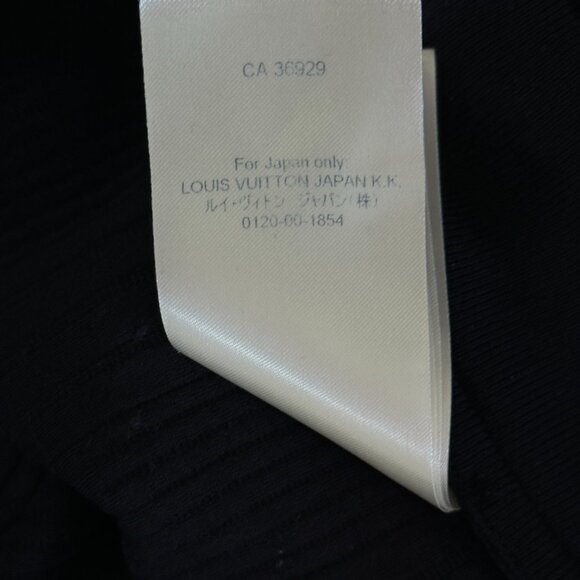 CA 36929
For Japan only:
LOUIS VUITTON JAPAN K.K.
ルイ・ヴィトン ジャパン(株)
0120-00-1854